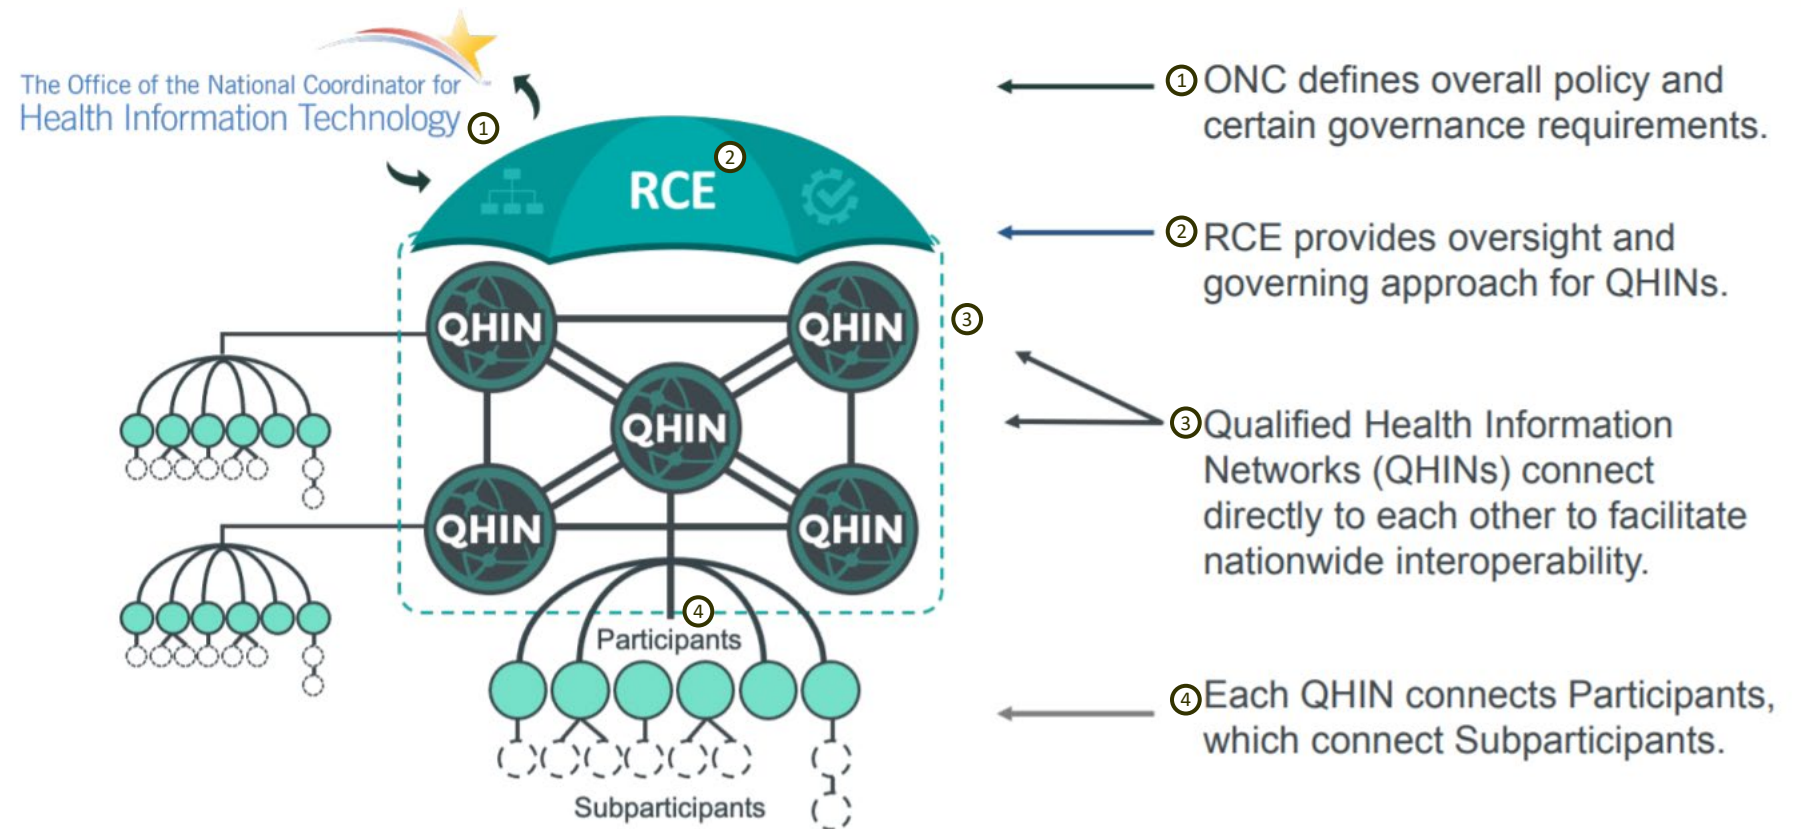 The Office of the National Coordinator for
Health Information Technology
1
2
RCE
QHIN
QHIN
3
QHIN
QHIN
QHIN
4
Participants
Subparticipants
1 ONC defines overall policy and
certain governance requirements.
2 RCE provides oversight and
governing approach for QHINs.
3 Qualified Health Information
Networks (QHINs) connect
directly to each other to facilitate
nationwide interoperability.
4 Each QHIN connects Participants,
which connect Subparticipants.